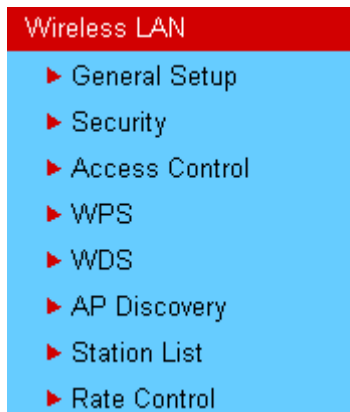 Wireless LAN
General Setup
Security
Access Control
WPS
WDS
AP Discovery
Station List
Rate Control